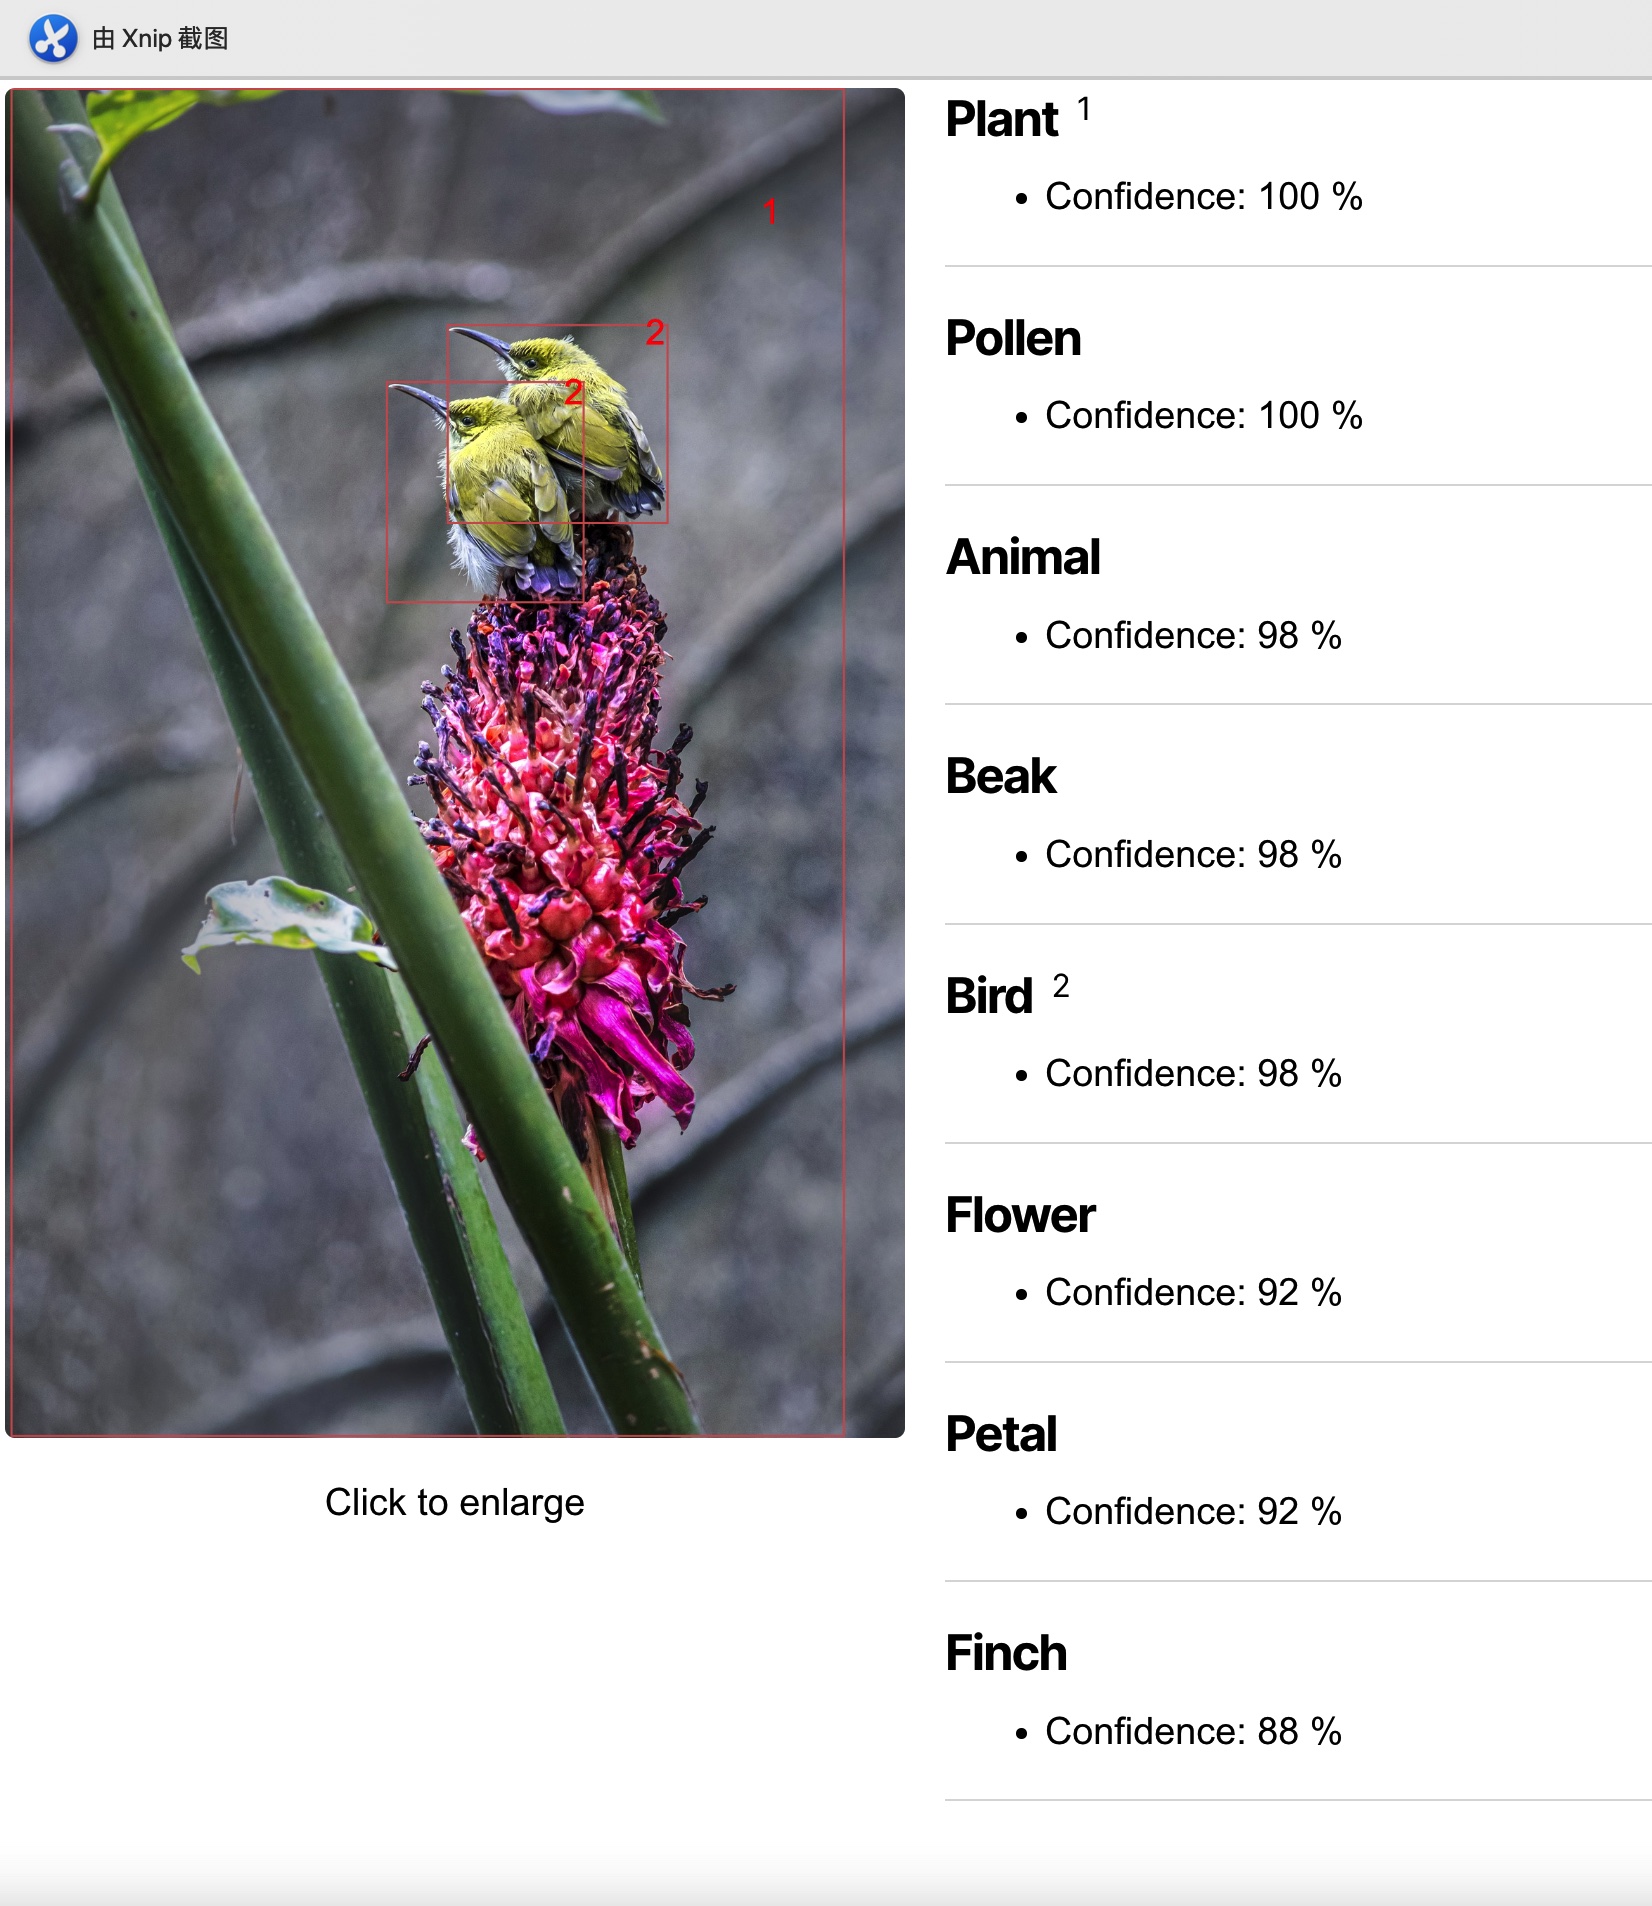 由 Xnip 截图
1
2
2
Click to enlarge
Plant 1
• Confidence: 100 %
Pollen
• Confidence: 100 %
Animal
• Confidence: 98 %
Beak
• Confidence: 98 %
Bird 2
• Confidence: 98 %
Flower
• Confidence: 92 %
Petal
• Confidence: 92 %
Finch
• Confidence: 88 %